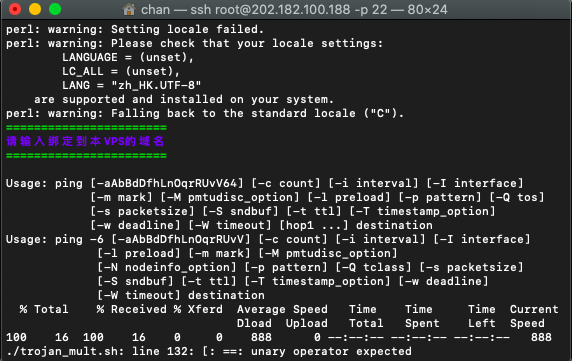 chan — ssh root@202.182.100.188 -p 22 — 80×24
perl: warning: Setting locale failed.
perl: warning: Please check that your locale settings:
LANGUAGE = (unset),
LC_ALL = (unset),
LANG = "zh_HK.UTF-8"
are supported and installed on your system.
perl: warning: Falling back to the standard locale ("C").
=======================
请输入绑定到本VPS的域名
=======================
Usage: ping [-aAbBdDfhLnOqrRUvV64] [-c count] [-i interval] [-I interface]
[-m mark] [-M pmtudisc_option] [-l preload] [-p pattern] [-Q tos]
[-s packetsize] [-S sndbuf] [-t ttl] [-T timestamp_option]
[-w deadline] [-W timeout] [hop1 ...] destination
Usage: ping -6 [-aAbBdDfhLnOqrRUvV] [-c count] [-i interval] [-I interface]
[-l preload] [-m mark] [-M pmtudisc_option]
[-N nodeinfo_option] [-p pattern] [-Q tclass] [-s packetsize]
[-S sndbuf] [-t ttl] [-T timestamp_option] [-w deadline]
[-W timeout] destination
% Total % Received % Xferd Average Speed Time Time Time Current
Dload Upload Total Spent Left Speed
100 16 100 16 0 0 888 0 --:--:-- --:--:-- --:--:-- 888
./trojan_mult.sh: line 132: [: ==: unary operator expected